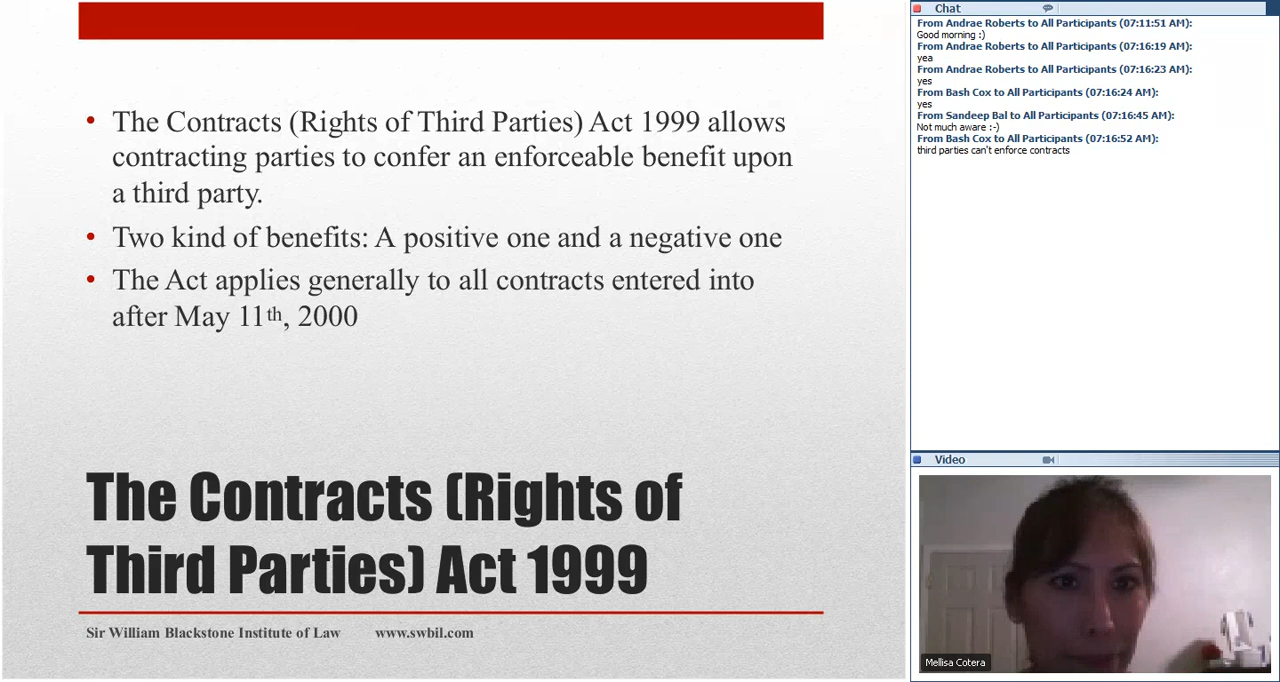 • The Contracts (Rights of Third Parties) Act 1999 allows
contracting parties to confer an enforceable benefit upon
a third party.
• Two kind of benefits: A positive one and a negative one
• The Act applies generally to all contracts entered into
after May 11th, 2000
The Contracts (Rights of
Third Parties) Act 1999
Sir William Blackstone Institute of Law www.swbil.com
Chat
From Andrae Roberts to All Participants (07:11:51 AM):
Good morning :)
From Andrae Roberts to All Participants (07:16:19 AM):
yea
From Andrae Roberts to All Participants (07:16:23 AM):
yes
From Bash Cox to All Participants (07:16:24 AM):
yes
From Sandeep Bal to All Participants (07:16:45 AM):
Not much aware :-)
From Bash Cox to All Participants (07:16:52 AM):
third parties can't enforce contracts
Video
Mellisa Cotera